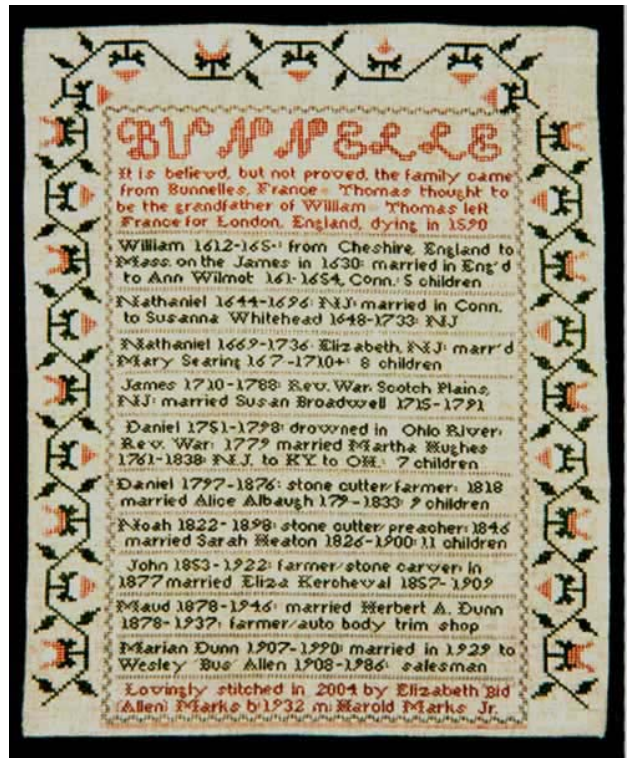 BUNNELLE
It is believd, but not proved, the family came
from Bunnelles, France - Thomas thought to
be the grandfather of William - Thomas left
France for London, England, dying in 1590
William 1612-165- from Cheshire, England to
Mass. on the James in 1630: married in Eng'd
to Ann Wilmot 161-1654, Conn.: 5 children
Nathaniel 1644-1696: NJ: married in Conn.
to Susanna Whitehead 1648-1733: NJ
Nathaniel 1669-1736: Elizabeth, NJ: marr'd
Mary Searing 167-1710+: 8 children
James 1710-1788: Rev. War: Scotch Plains,
NJ: married Susan Broadwell 1715-1791
Daniel 1751-1798: drowned in Ohio River:
Rev. War: 1779 married Martha Hughes
1761-1838: N.J. to KY. to OH.: 7 children
Daniel 1797-1876: stone cutter/farmer: 1818
married Alice Albaugh 179-1833: 9 children
Noah 1822-1898: stone cutter/preacher: 1846
married Sarah Heaton 1826-1900: 11 children
John 1853-1922: farmer/stone carver: in
1877 married Eliza Kerchewal 1857-1909
Maud 1878-1946: married Herbert A. Dunn
1878-1937: farmer/auto body trim shop
Marian Dunn 1907-1990: married in 1929 to
Wesley 'Bus' Allen 1908-1986: salesman
Lovingly stitched in 2004 by Elizabeth (Bid
Allen) Marks b:1932 m: Harold Marks Jr.